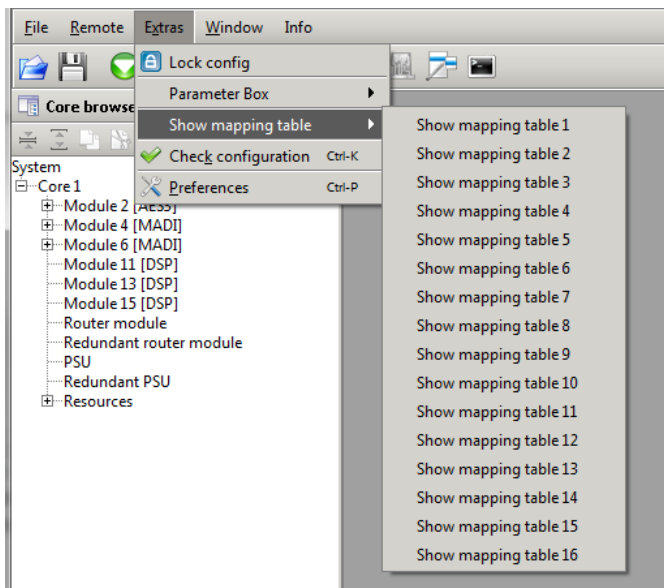 File Remote Extras Window Info
Lock config
Parameter Box
Show mapping table
Check configuration Ctrl-K
Preferences Ctrl-P
Show mapping table 1
Show mapping table 2
Show mapping table 3
Show mapping table 4
Show mapping table 5
Show mapping table 6
Show mapping table 7
Show mapping table 8
Show mapping table 9
Show mapping table 10
Show mapping table 11
Show mapping table 12
Show mapping table 13
Show mapping table 14
Show mapping table 15
Show mapping table 16
Core browse
System
Core 1
Module 2 [AES3]
Module 4 [MADI]
Module 6 [MADI]
Module 11 [DSP]
Module 13 [DSP]
Module 15 [DSP]
Router module
Redundant router module
PSU
Redundant PSU
Resources